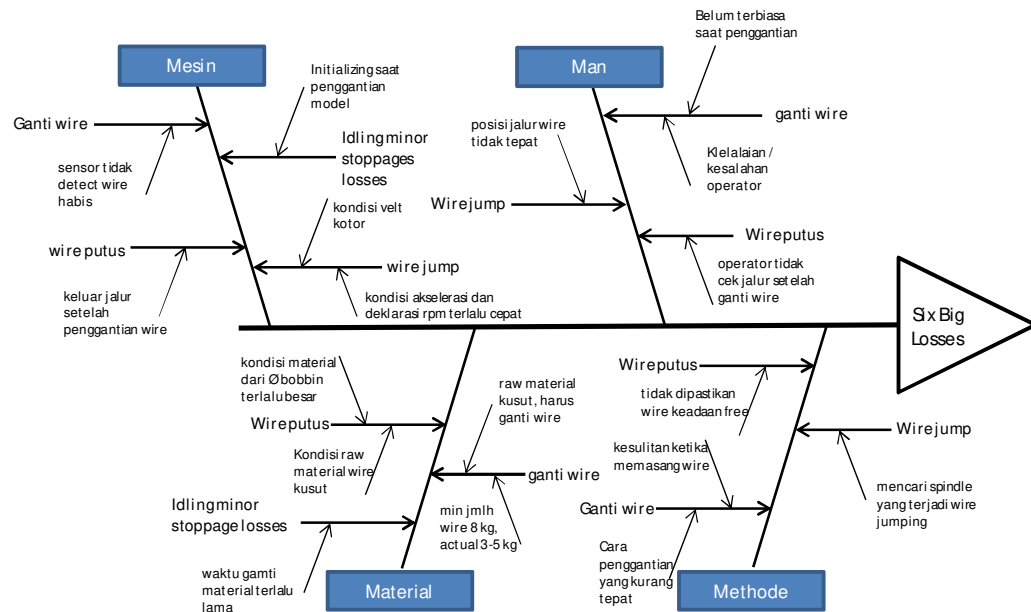 Mesin
Initializing saat
penggantian
model
Ganti wire
sensor tidak
detect wire
habis
Idling minor
stoppages
losses
kondisi velt
kotor
wire putus
wire jump
keluar jalur
setelah
penggantian wire
kondisi akselerasi dan
deklarasi rpm terlalu cepat
Man
Belum terbiasa
saat penggantian
ganti wire
posisi jalur wire
tidak tepat
Klelalaian /
kesalahan
operator
Wire jump
Wire putus
operator tidak
cek jalur setelah
ganti wire
Six Big
Losses
kondisi material
dari Ø bobbin
terlalu besar
raw material
kusut, harus
ganti wire
Wire putus
Kondisi raw
material wire
kusut
ganti wire
Idling minor
stoppage losses
min jmlh
wire 8 kg,
actual 3-5 kg
waktu gamti
material terlalu
lama
Material
Wire putus
tidak dipastikan
wire keadaan free
Wire jump
kesulitan ketika
memasang wire
mencari spindle
yang terjadi wire
jumping
Ganti wire
Cara
penggantian
yang kurang
tepat
Methode